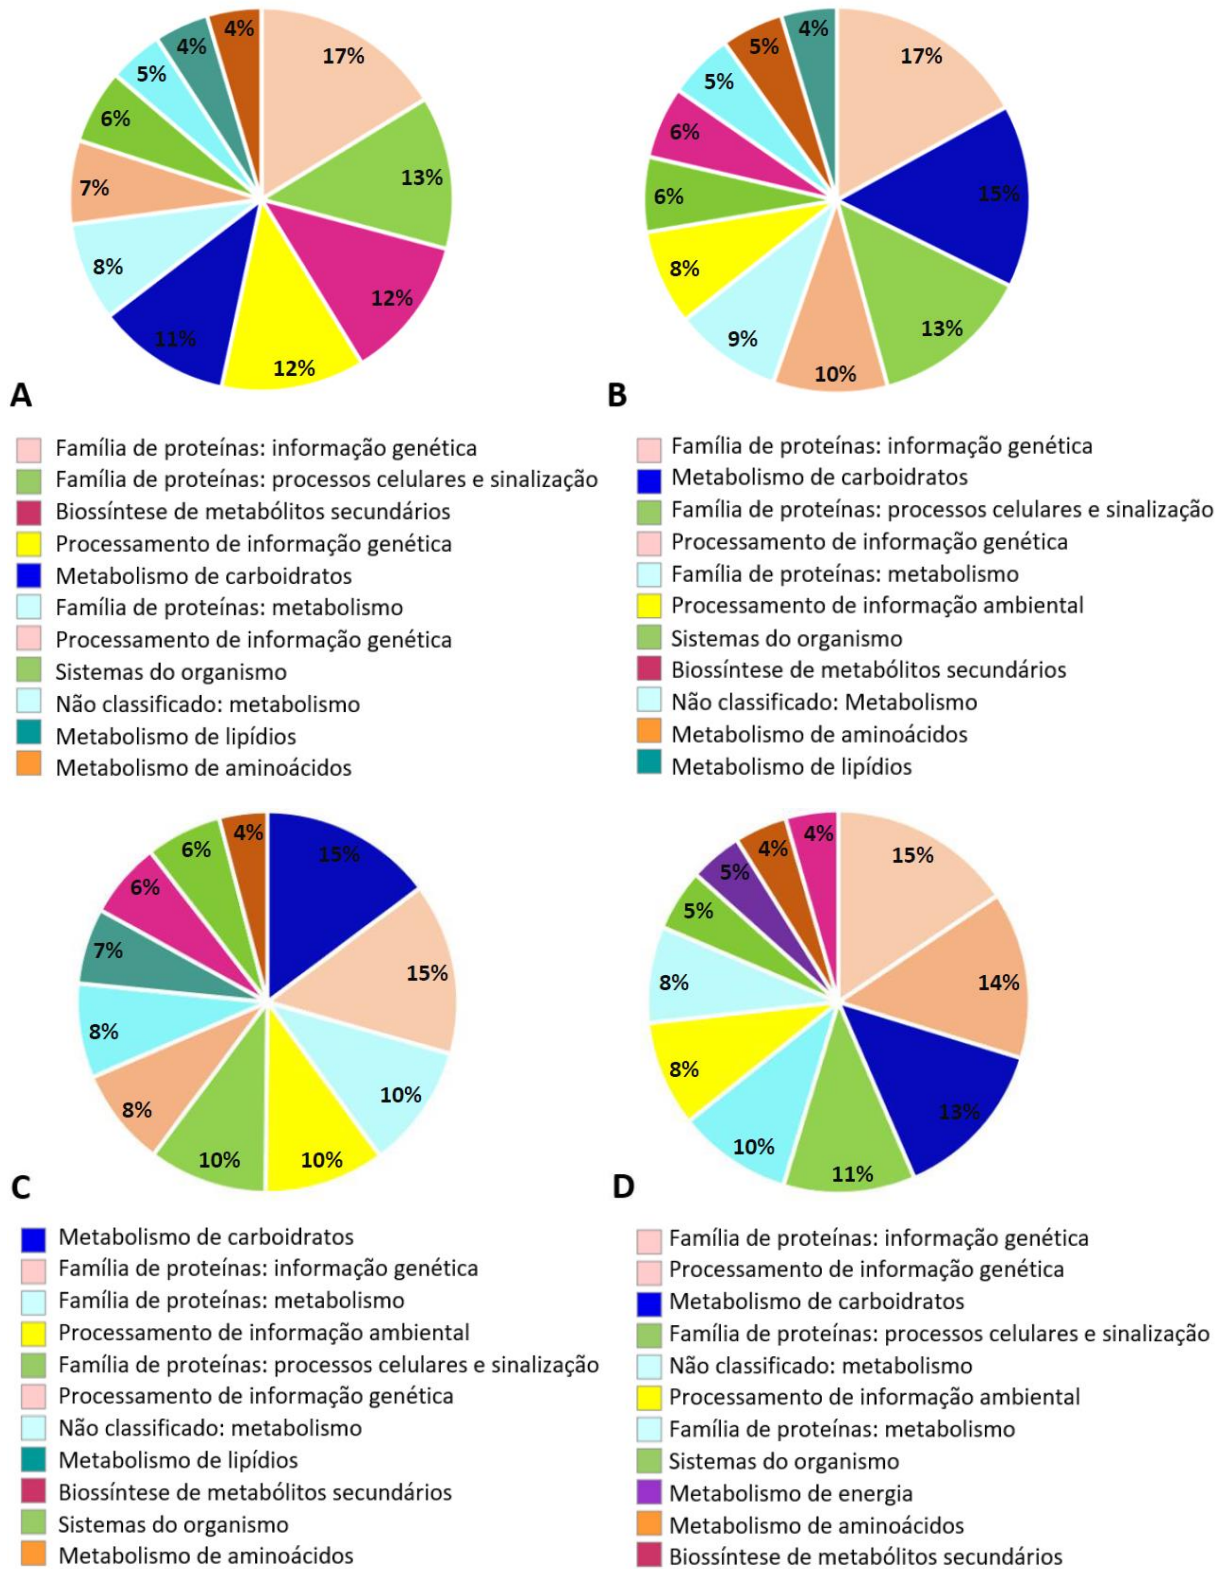 17%
13%
12%
12%
11%
8%
7%
6%
5%
4%
4%
A
Família de proteínas: informação genética
Família de proteínas: processos celulares e sinalização
Biossíntese de metabólitos secundários
Processamento de informação genética
Metabolismo de carboidratos
Família de proteínas: metabolismo
Processamento de informação genética
Sistemas do organismo
Não classificado: metabolismo
Metabolismo de lipídios
Metabolismo de aminoácidos
17%
15%
13%
10%
9%
8%
6%
6%
5%
5%
4%
B
Família de proteínas: informação genética
Metabolismo de carboidratos
Família de proteínas: processos celulares e sinalização
Processamento de informação genética
Família de proteínas: metabolismo
Processamento de informação ambiental
Sistemas do organismo
Biossíntese de metabólitos secundários
Não classificado: Metabolismo
Metabolismo de aminoácidos
Metabolismo de lipídios
15%
15%
10%
10%
10%
8%
8%
7%
6%
6%
4%
C
Metabolismo de carboidratos
Família de proteínas: informação genética
Família de proteínas: metabolismo
Processamento de informação ambiental
Família de proteínas: processos celulares e sinalização
Processamento de informação genética
Não classificado: metabolismo
Metabolismo de lipídios
Biossíntese de metabólitos secundários
Sistemas do organismo
Metabolismo de aminoácidos
15%
14%
13%
11%
10%
8%
8%
5%
5%
4%
4%
D
Família de proteínas: informação genética
Processamento de informação genética
Metabolismo de carboidratos
Família de proteínas: processos celulares e sinalização
Não classificado: metabolismo
Processamento de informação ambiental
Família de proteínas: metabolismo
Sistemas do organismo
Metabolismo de energia
Metabolismo de aminoácidos
Biossíntese de metabólitos secundários